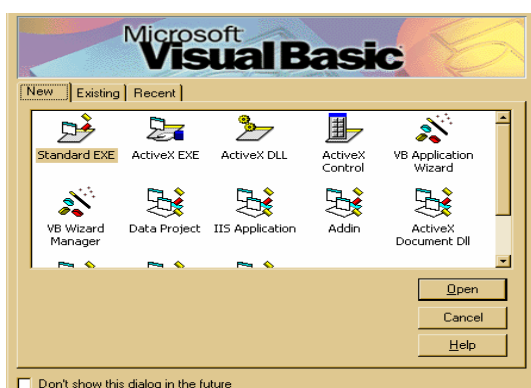 Microsoft
Visual Basic
New Existing Recent
Standard EXE ActiveX EXE ActiveX DLL ActiveX Control VB Application Wizard
VB Wizard Manager Data Project IIS Application Addin ActiveX Document Dll
Open
Cancel
Help
Don't show this dialog in the future